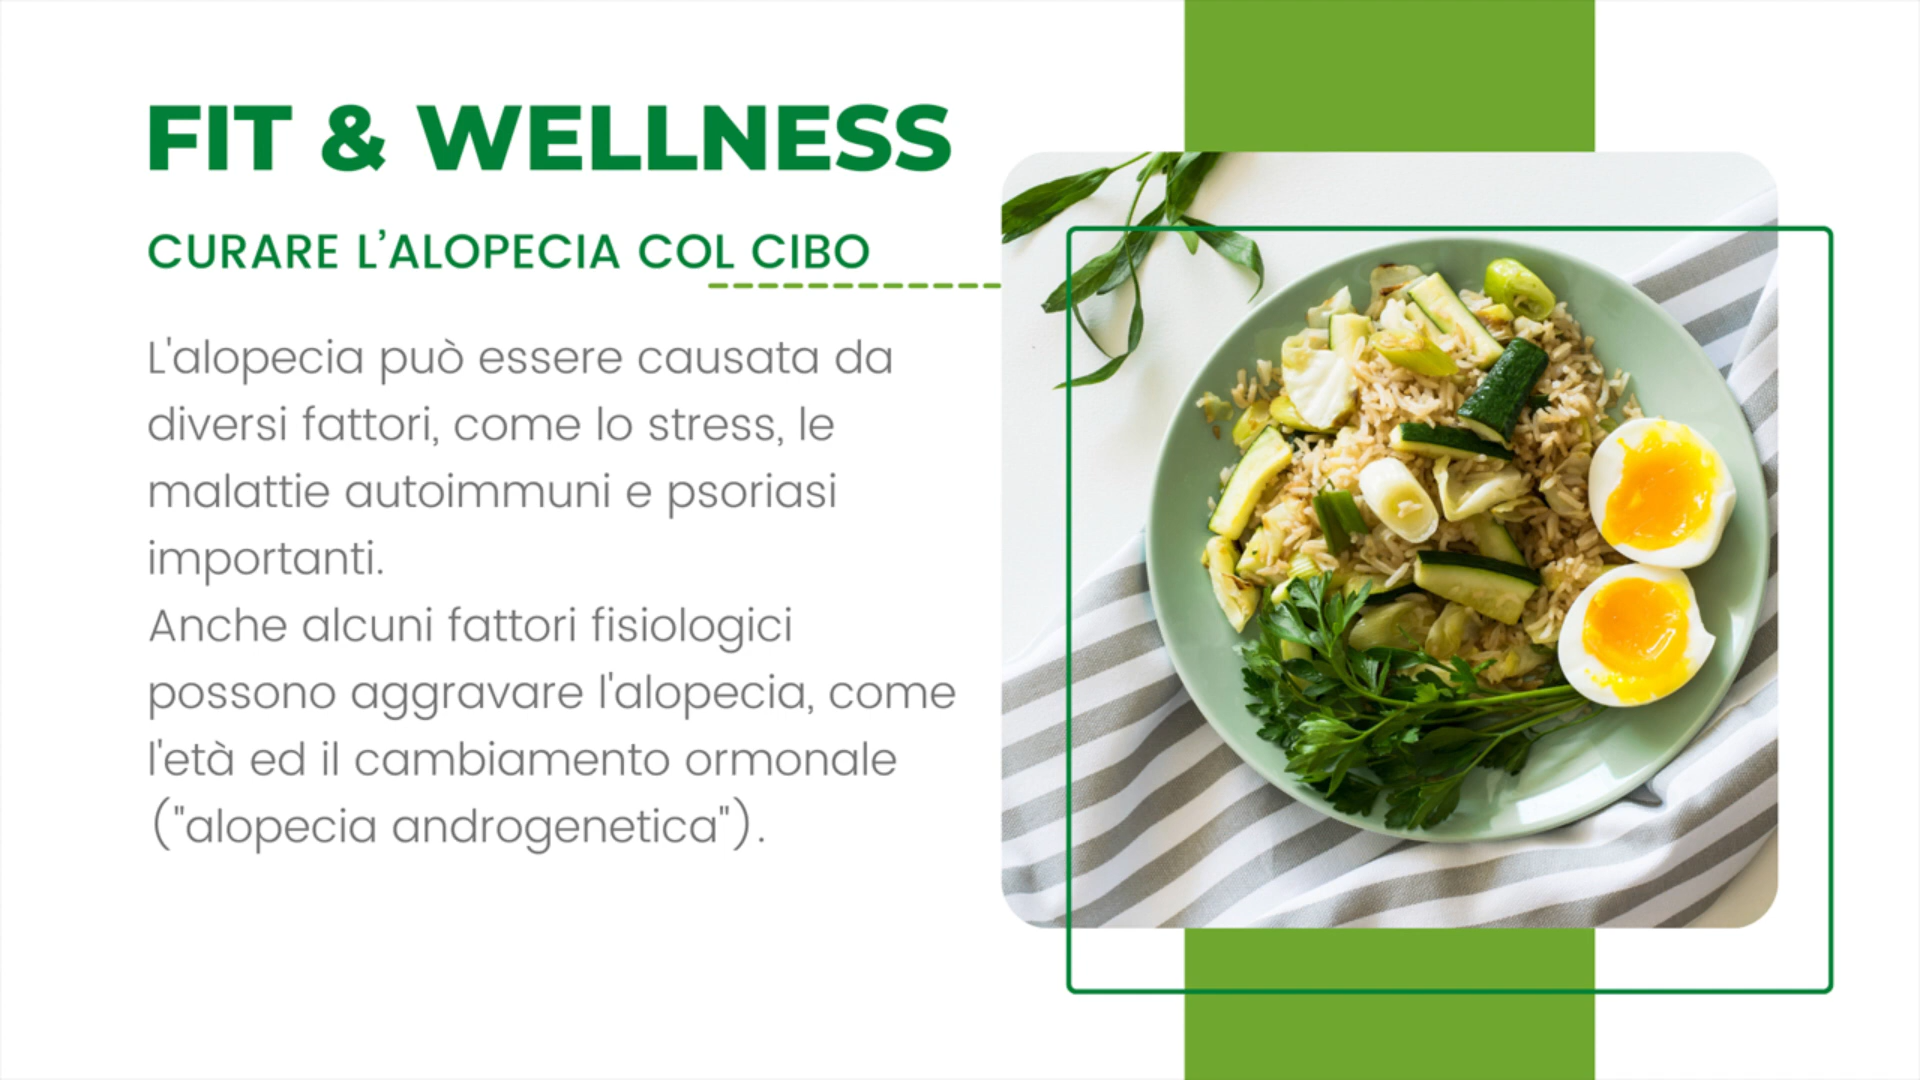 FIT & WELLNESS
CURARE L’ALOPECIA COL CIBO
L'alopecia può essere causata da
diversi fattori, come lo stress, le
malattie autoimmuni e psoriasi
importanti.
Anche alcuni fattori fisiologici
possono aggravare l'alopecia, come
l'età ed il cambiamento ormonale
("alopecia androgenetica").